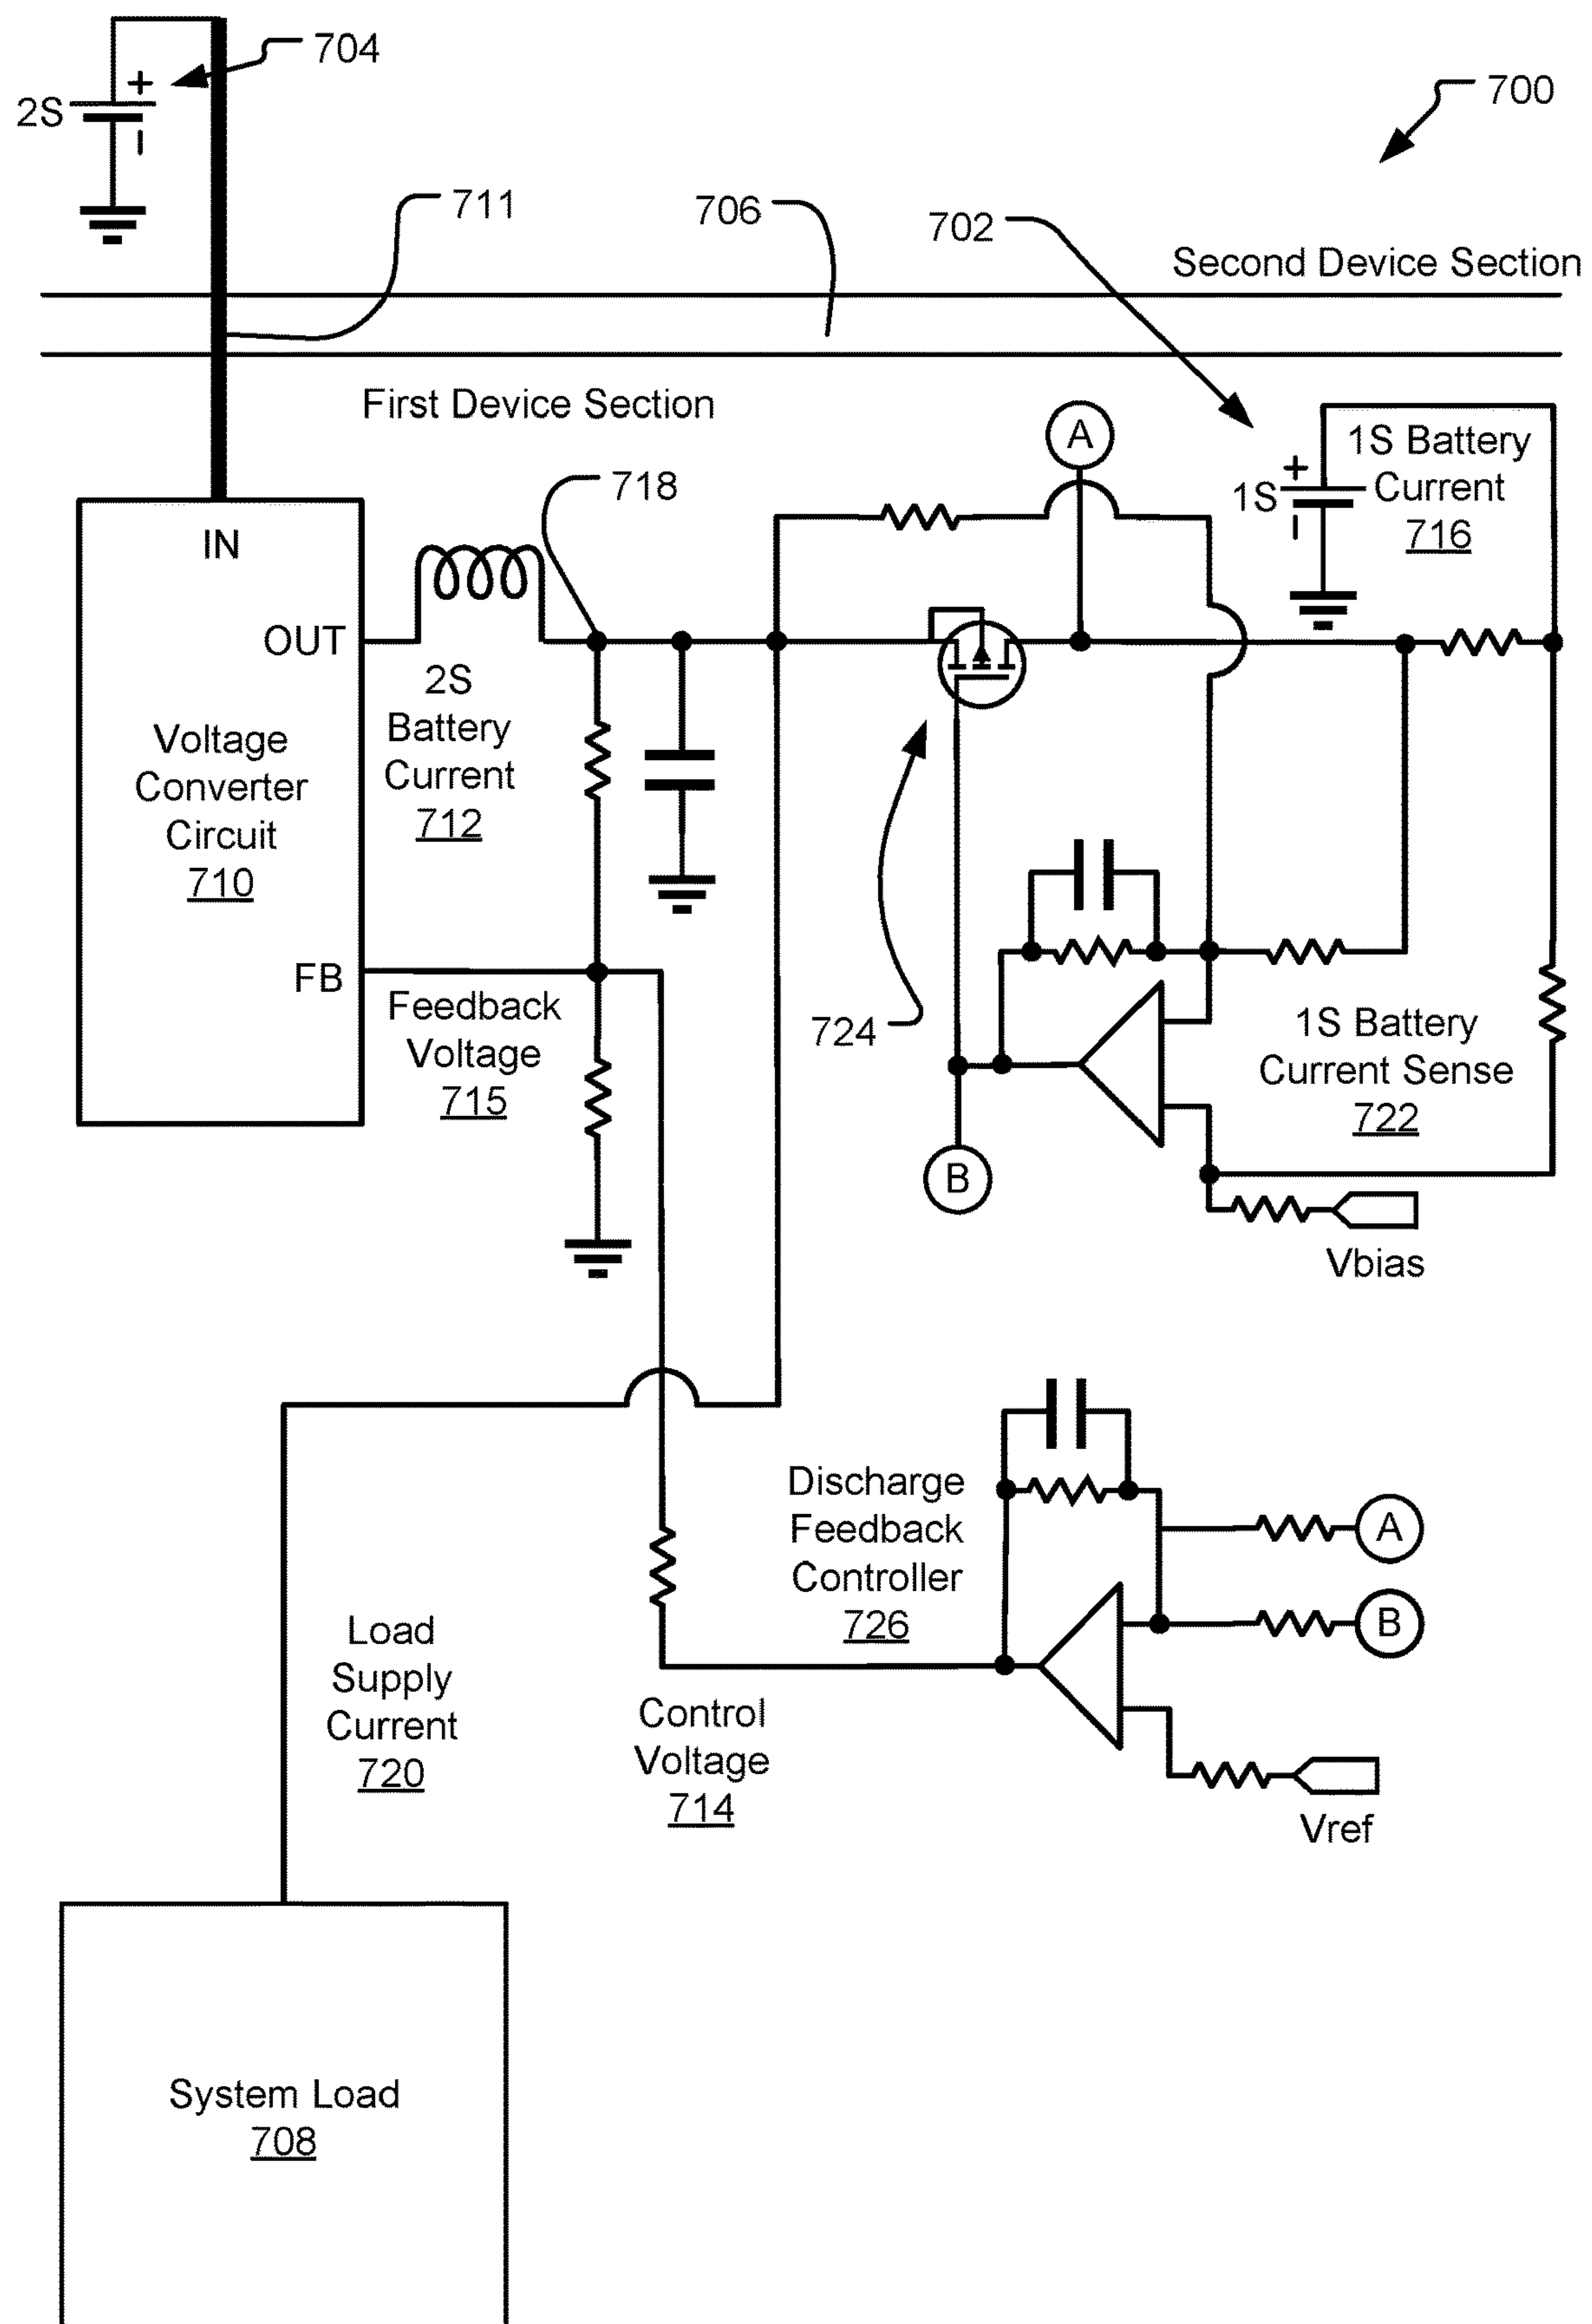 704
+
2S
–
700
711
706
702
Second Device Section
First Device Section
A
718
+
1S
–
1S Battery
Current
716
IN
OUT
2S
Battery
Current
712
Voltage
Converter
Circuit
710
FB
Feedback
Voltage
715
724
1S Battery
Current Sense
722
B
Vbias
Discharge
Feedback
Controller
726
A
B
Load
Supply
Current
720
Control
Voltage
714
Vref
System Load
708